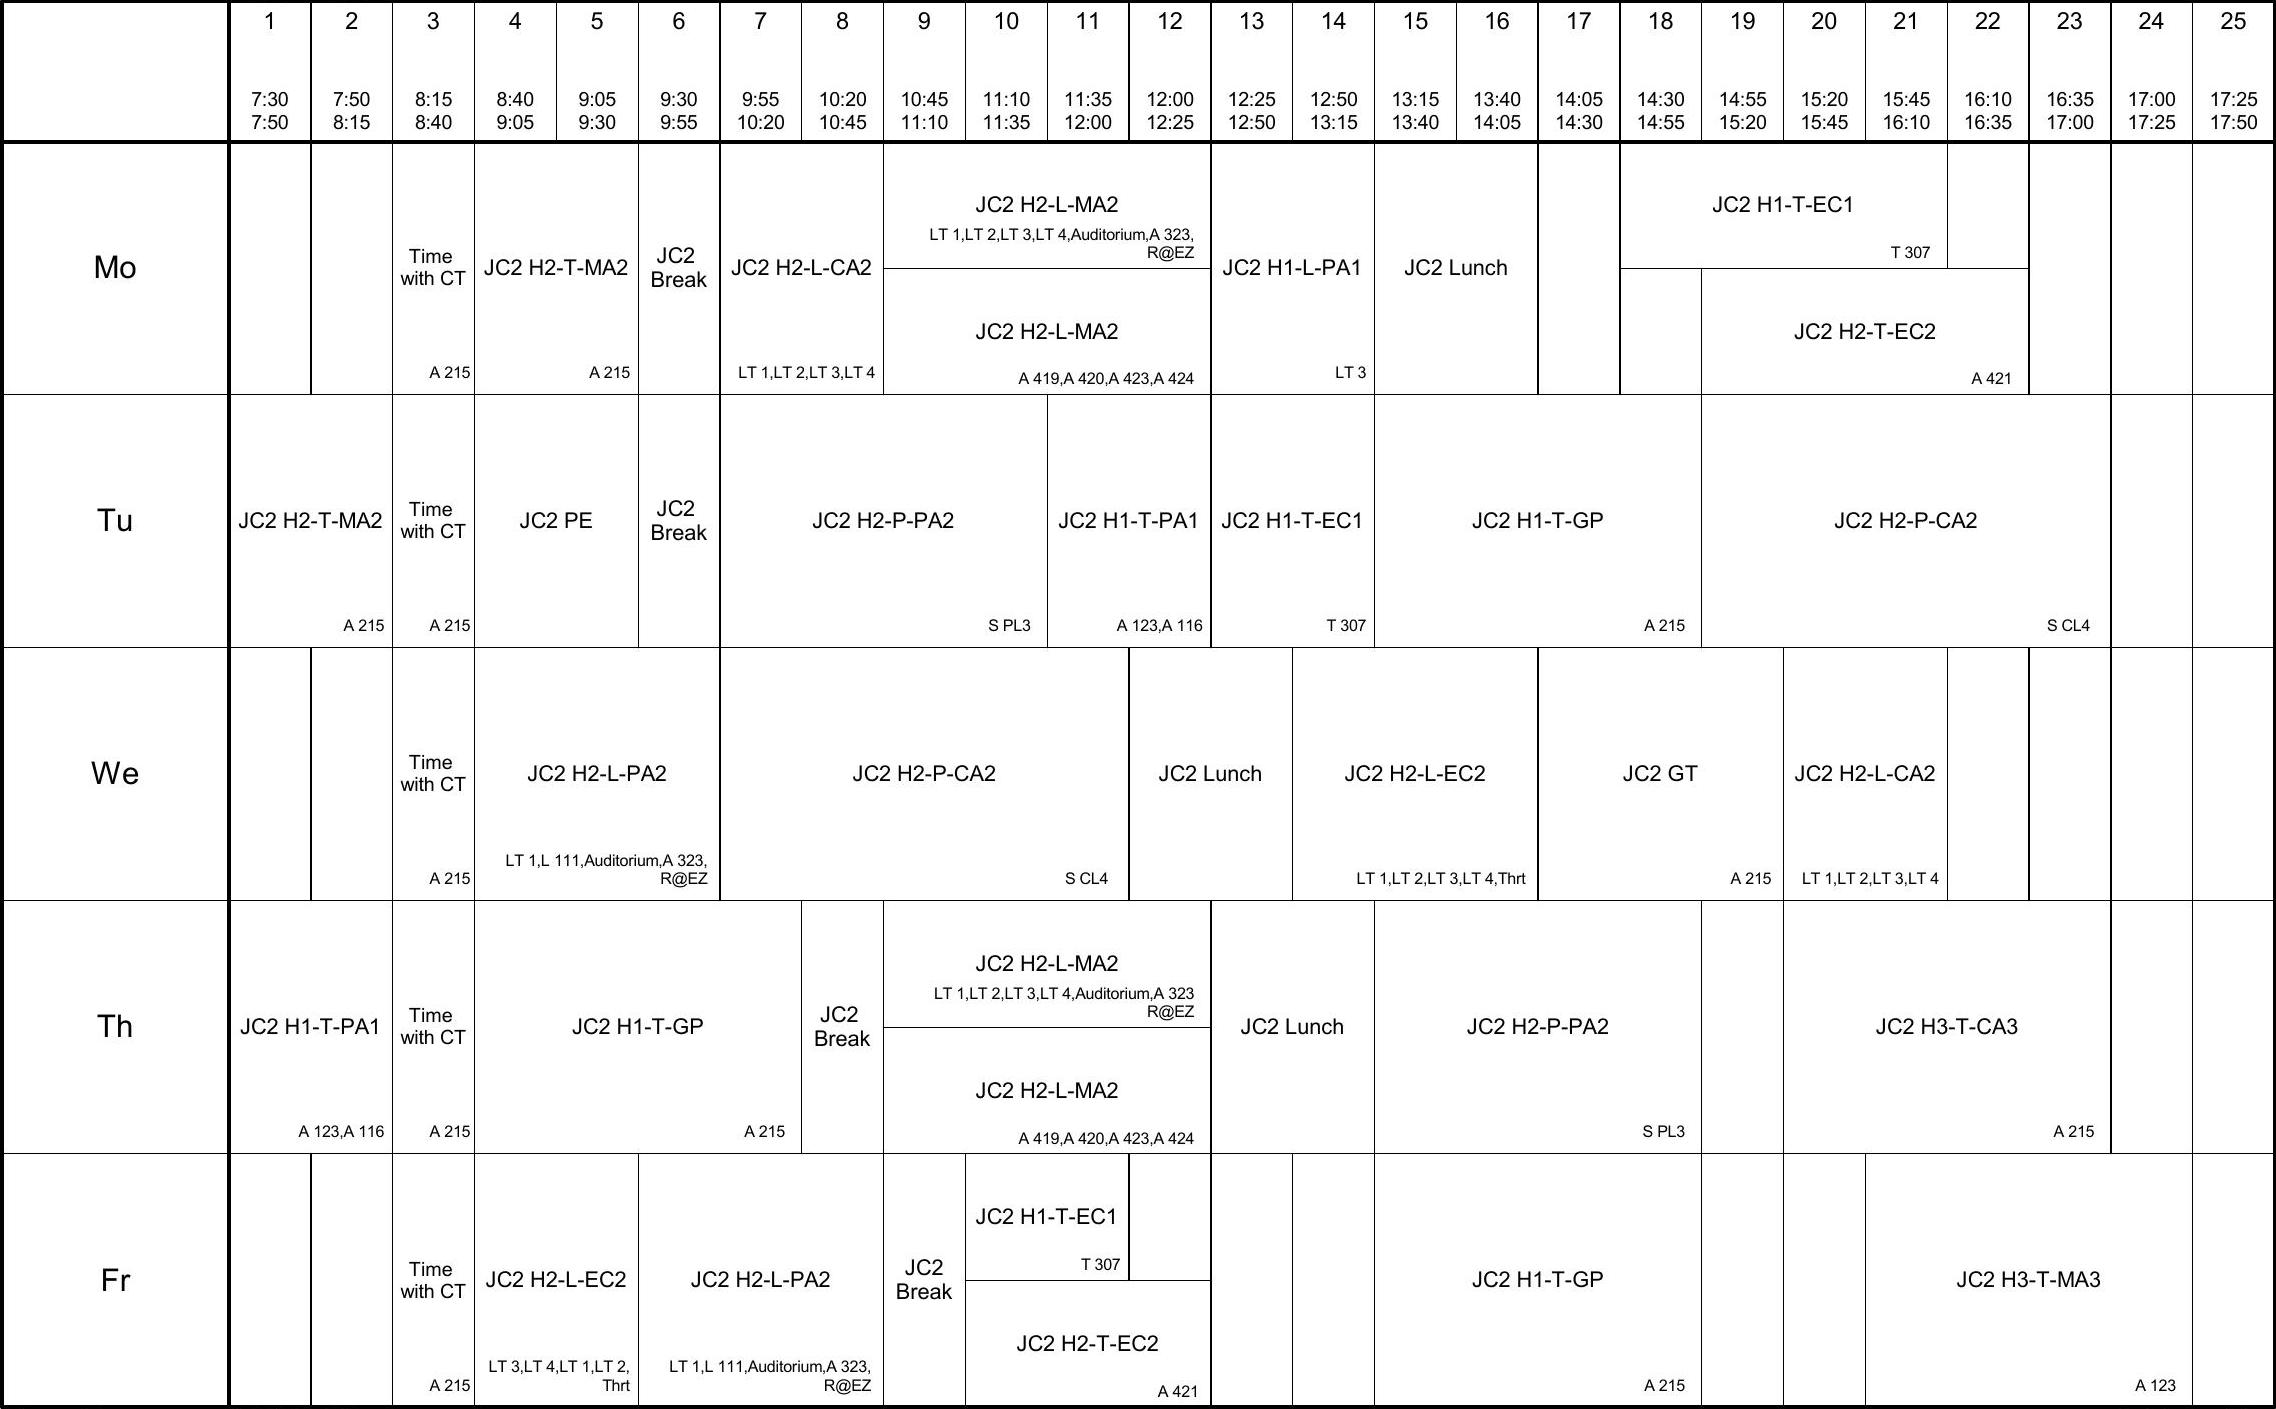 1 2 3 4 5 6 7 8 9 10 11 12 13 14 15 16 17 18 19 20 21 22 23 24 25
7:30 7:50 8:15 8:40 9:05 9:30 9:55 10:20 10:45 11:10 11:35 12:00 12:25 12:50 13:15 13:40 14:05 14:30 14:55 15:20 15:45 16:10 16:35 17:00 17:25
7:50 8:15 8:40 9:05 9:30 9:55 10:20 10:45 11:10 11:35 12:00 12:25 12:50 13:15 13:40 14:05 14:30 14:55 15:20 15:45 16:10 16:35 17:00 17:25 17:50
Mo
Time
with CT
A 215
JC2 H2-T-MA2
A 215
JC2
Break
JC2 H2-L-CA2
LT 1,LT 2,LT 3,LT 4
JC2 H2-L-MA2
LT 1,LT 2,LT 3,LT 4,Auditorium,A 323,
R@EZ
JC2 H2-L-MA2
A 419,A 420,A 423,A 424
JC2 H1-L-PA1
LT 3
JC2 Lunch
JC2 H1-T-EC1
T 307
JC2 H2-T-EC2
A 421
Tu
JC2 H2-T-MA2
A 215
Time
with CT
A 215
JC2 PE
JC2
Break
JC2 H2-P-PA2
S PL3
JC2 H1-T-PA1
A 123,A 116
JC2 H1-T-EC1
T 307
JC2 H1-T-GP
A 215
JC2 H2-P-CA2
S CL4
We
Time
with CT
A 215
JC2 H2-L-PA2
LT 1,L 111,Auditorium,A 323,
R@EZ
JC2 H2-P-CA2
S CL4
JC2 Lunch
JC2 H2-L-EC2
LT 1,LT 2,LT 3,LT 4,Thrt
JC2 GT
A 215
JC2 H2-L-CA2
LT 1,LT 2,LT 3,LT 4
Th
JC2 H1-T-PA1
A 123,A 116
Time
with CT
A 215
JC2 H1-T-GP
A 215
JC2
Break
JC2 H2-L-MA2
LT 1,LT 2,LT 3,LT 4,Auditorium,A 323
R@EZ
JC2 H2-L-MA2
A 419,A 420,A 423,A 424
JC2 Lunch
JC2 H2-P-PA2
S PL3
JC2 H3-T-CA3
A 215
Fr
Time
with CT
A 215
JC2 H2-L-EC2
LT 3,LT 4,LT 1,LT 2,
Thrt
JC2 H2-L-PA2
LT 1,L 111,Auditorium,A 323,
R@EZ
JC2
Break
JC2 H1-T-EC1
T 307
JC2 H2-T-EC2
A 421
JC2 H1-T-GP
A 215
JC2 H3-T-MA3
A 123